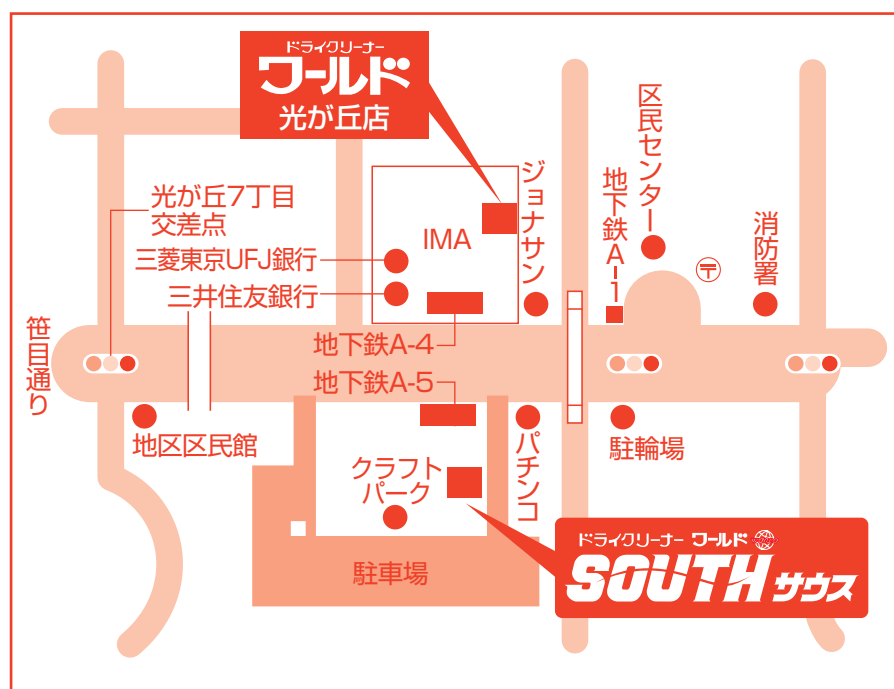 ドライクリーナー
ワールド
光が丘店
光が丘7丁目
交差点
三菱東京UFJ銀行
三井住友銀行
IMA
ジョナサン
地下鉄A-1
区民センター
〒
消防署
笹目通り
地下鉄A-4
地下鉄A-5
地区区民館
クラフト
パーク
パチンコ
駐輪場
駐車場
ドライクリーナー ワールド
SOUTH サウス